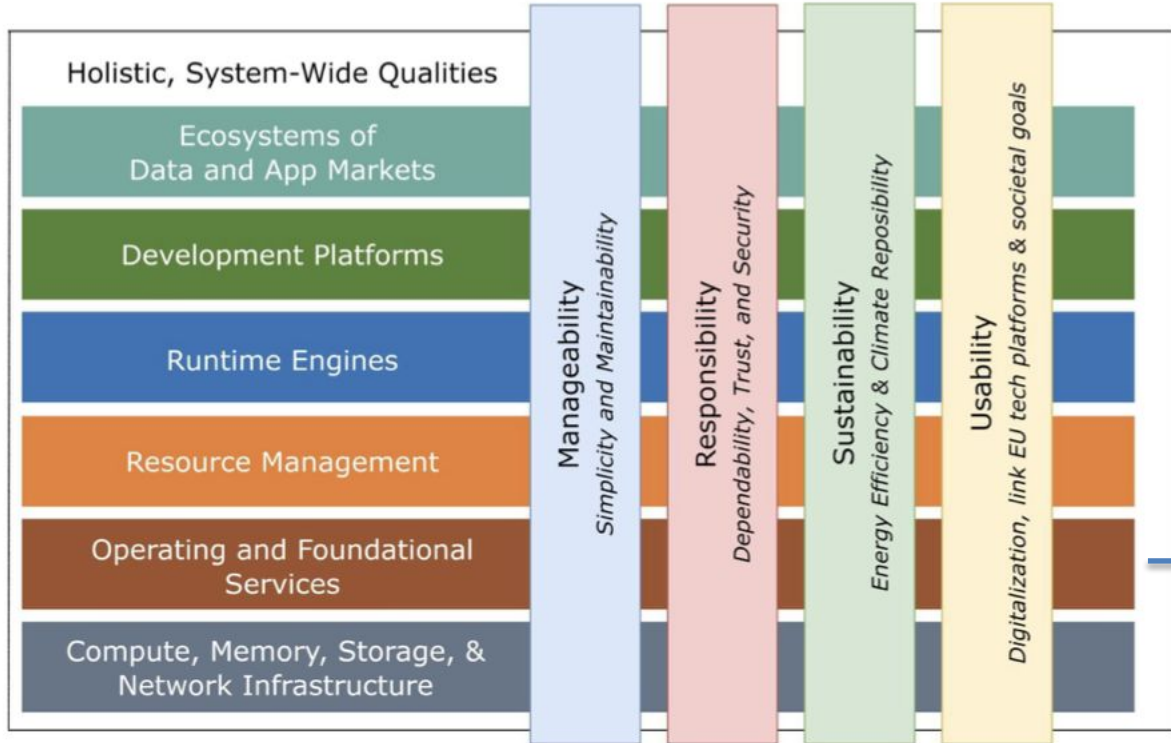 Holistic, System-Wide Qualities
Ecosystems of
Data and App Markets
Development Platforms
Runtime Engines
Resource Management
Operating and Foundational
Services
Compute, Memory, Storage, &
Network Infrastructure
Manageability
Simplicity and Maintainability
Responsibility
Dependability, Trust, and Security
Sustainability
Energy Efficiency & Climate Reposibility
Usability
Digitalization, link EU tech platforms & societal goals